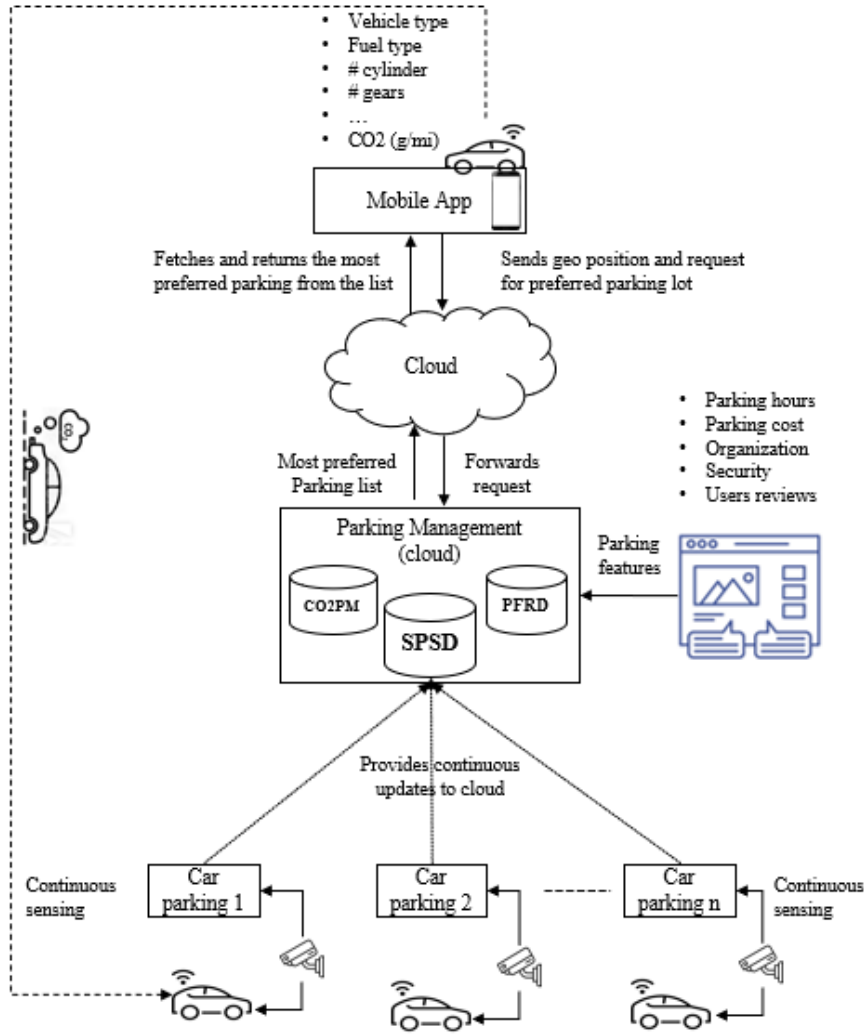 • Vehicle type
• Fuel type
• # cylinder
• # gears
• ...
• CO2 (g/mi)
Mobile App
Fetches and returns the most
preferred parking from the list
Sends geo position and request
for preferred parking lot
Cloud
• Parking hours
• Parking cost
• Organization
• Security
• Users reviews
CO2
Most preferred
Parking list
Forwards
request
Parking Management
(cloud)
CO2PM
SPSD
PFRD
Parking
features
Provides continuous
updates to cloud
Continuous
sensing
Car
parking 1
Car
parking 2
Car
parking n
Continuous
sensing